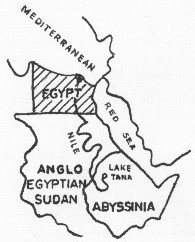 MEDITERRANEAN
EGYPT
RED SEA
NILE
ANGLO
EGYPTIAN
SUDAN
LAKE
TANA
ABYSSINIA